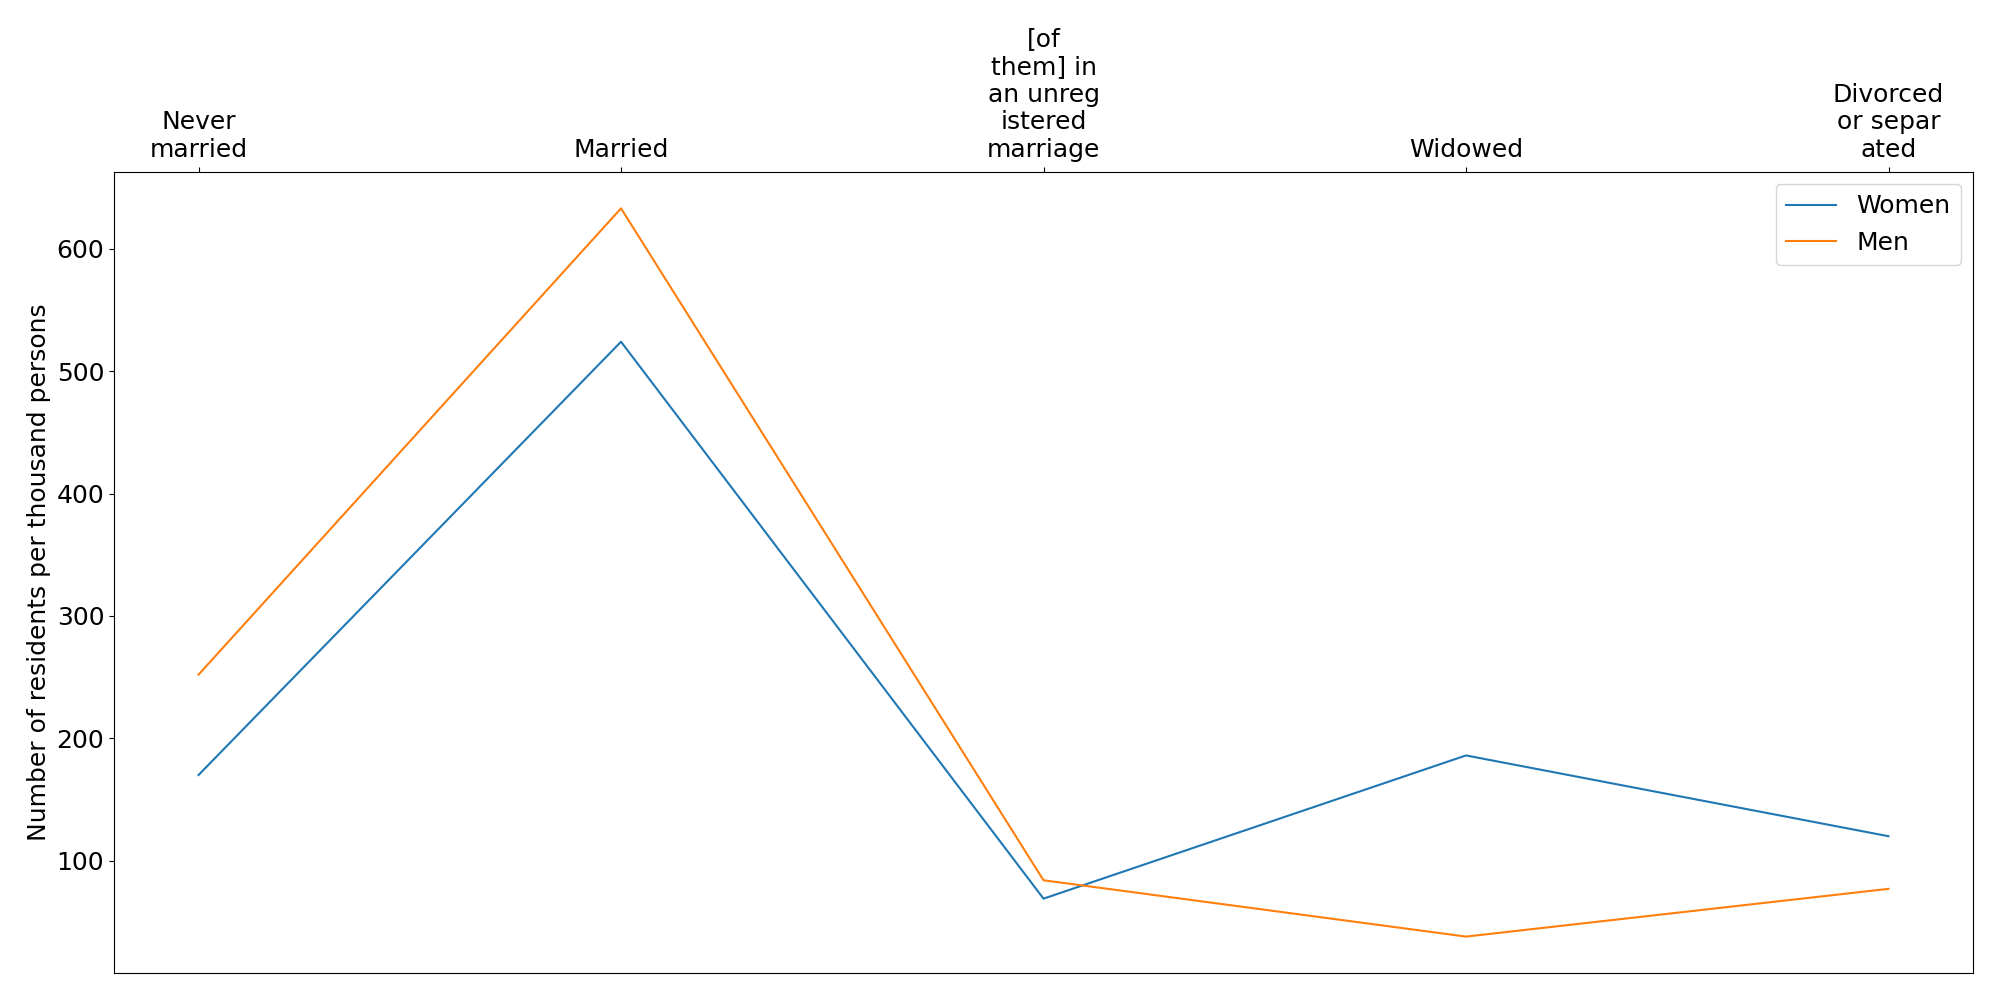 [of
them] in
an unreg
istered
marriage
Never
married
Married
Widowed
Divorced
or separ
ated
Women
Men
600
500
400
300
200
100
Number of residents per thousand persons